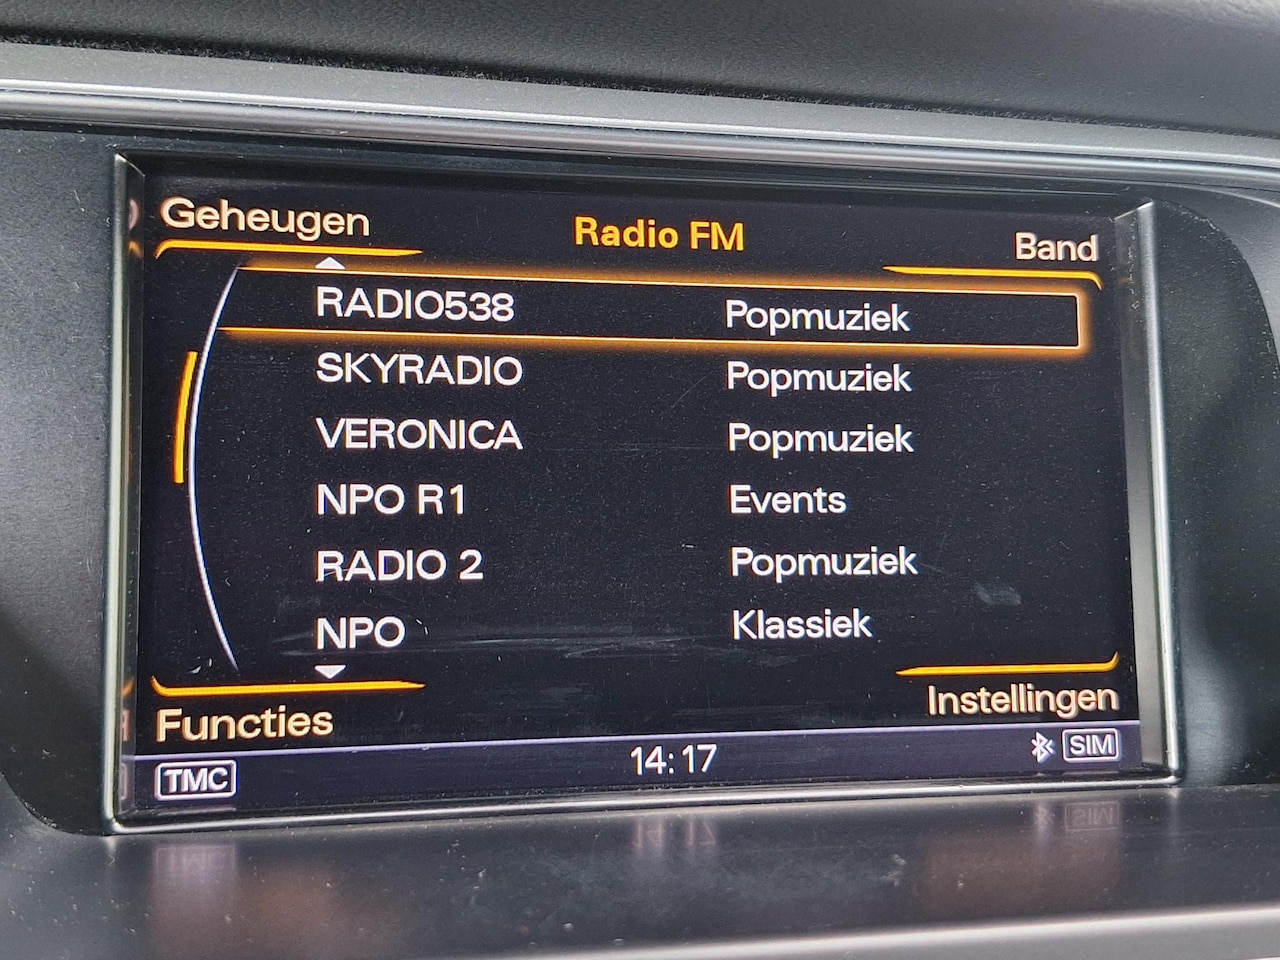 Geheugen Radio FM Band
RADIO538 Popmuziek
SKYRADIO Popmuziek
VERONICA Popmuziek
NPO R1 Events
RADIO 2 Popmuziek
NPO Klassiek
Functies Instellingen
TMC 14:17 SIM